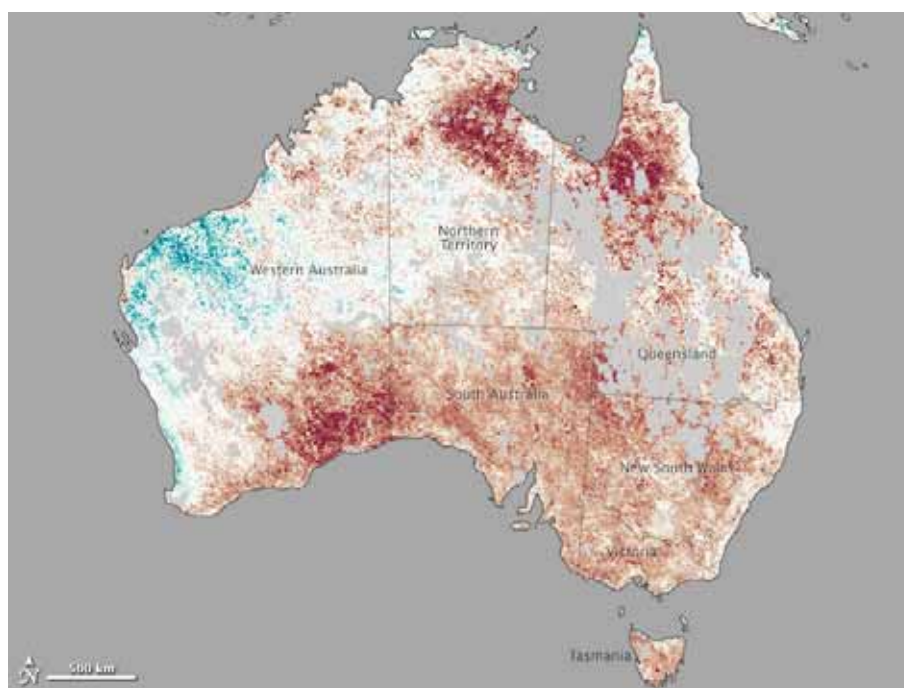 Northern
Territory
Western Australia
Queensland
South Australia
New South Wales
Victoria
Tasmania
N
500 km